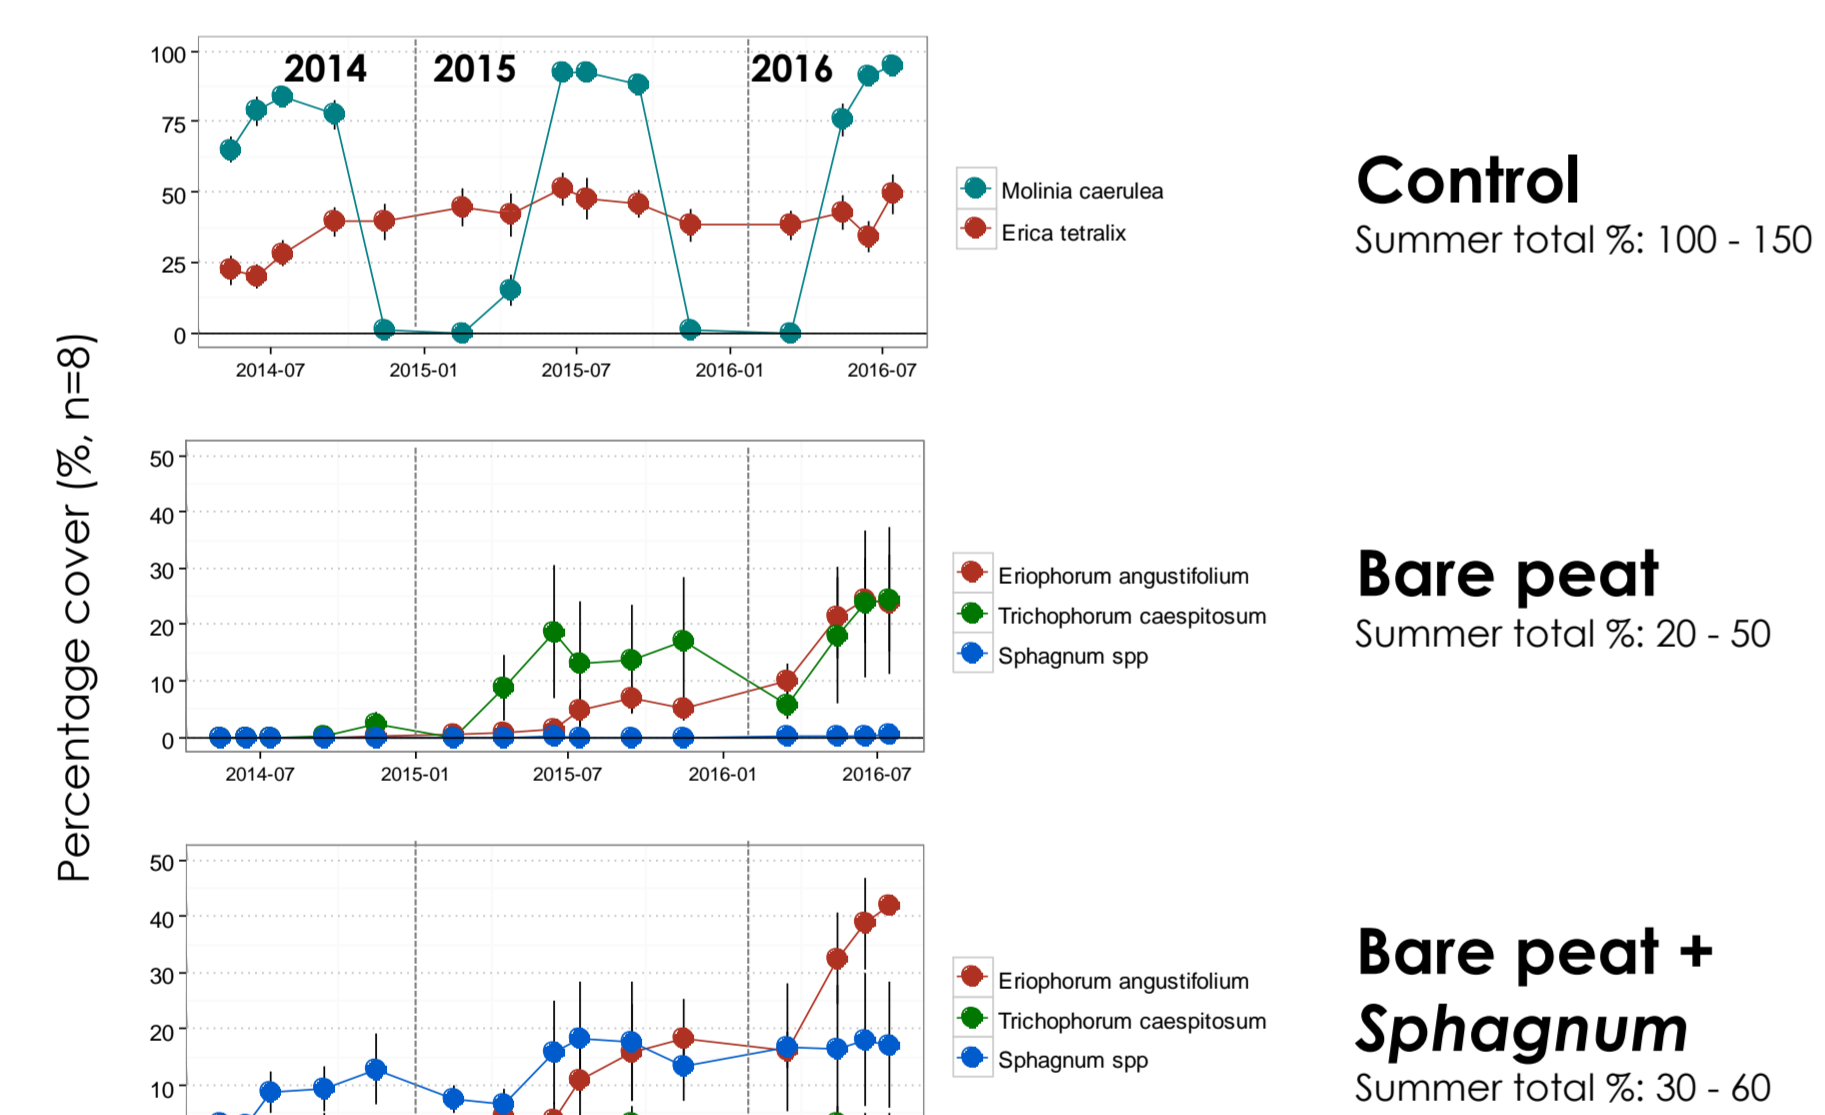 Percentage cover (%, n=8)
100
75
50
25
0
2014
2015
2016
2014-07
2015-01
2015-07
2016-01
2016-07
Molinia caerulea
Erica tetralix
Control
Summer total %: 100 - 150
50
40
30
20
10
0
2014-07
2015-01
2015-07
2016-01
2016-07
Eriophorum angustifolium
Trichophorum caespitosum
Sphagnum spp
Bare peat
Summer total %: 20 - 50
50
40
30
20
10
Eriophorum angustifolium
Trichophorum caespitosum
Sphagnum spp
Bare peat +
Sphagnum
Summer total %: 30 - 60